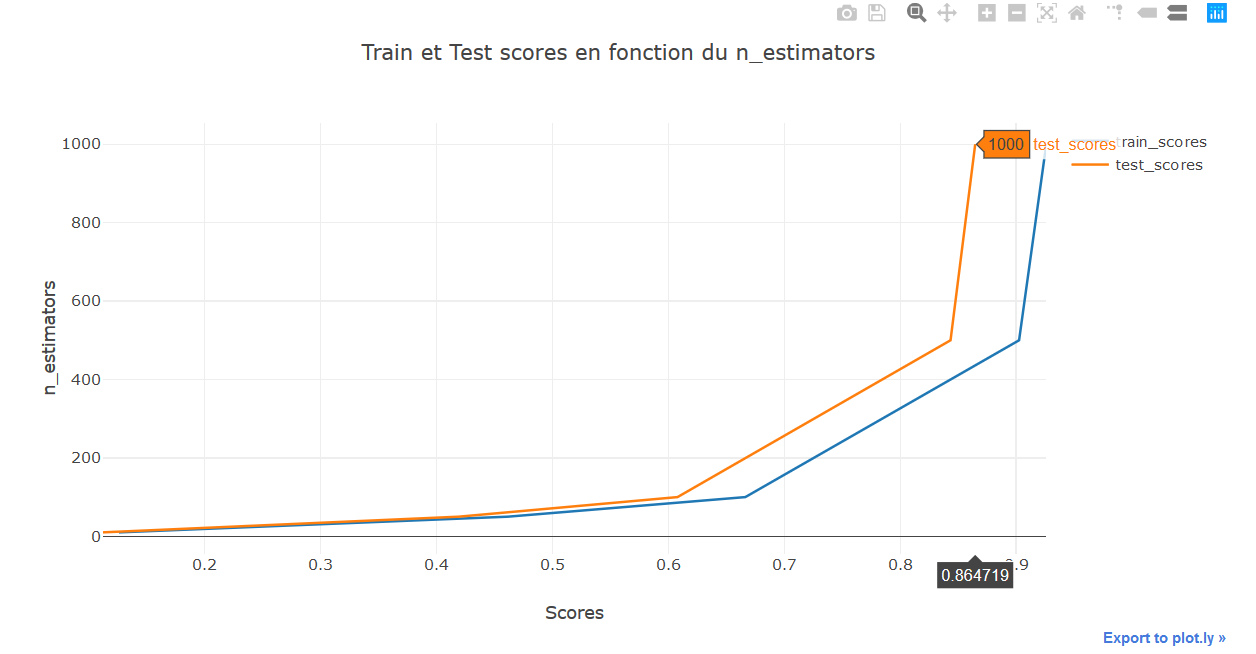 Train et Test scores en fonction du n_estimators
1000
800
600
400
200
0
n_estimators
1000 test_scores
rain_scores
test_scores
0.2 0.3 0.4 0.5 0.6 0.7 0.8 .9
0.864719
Scores
Export to plot.ly »